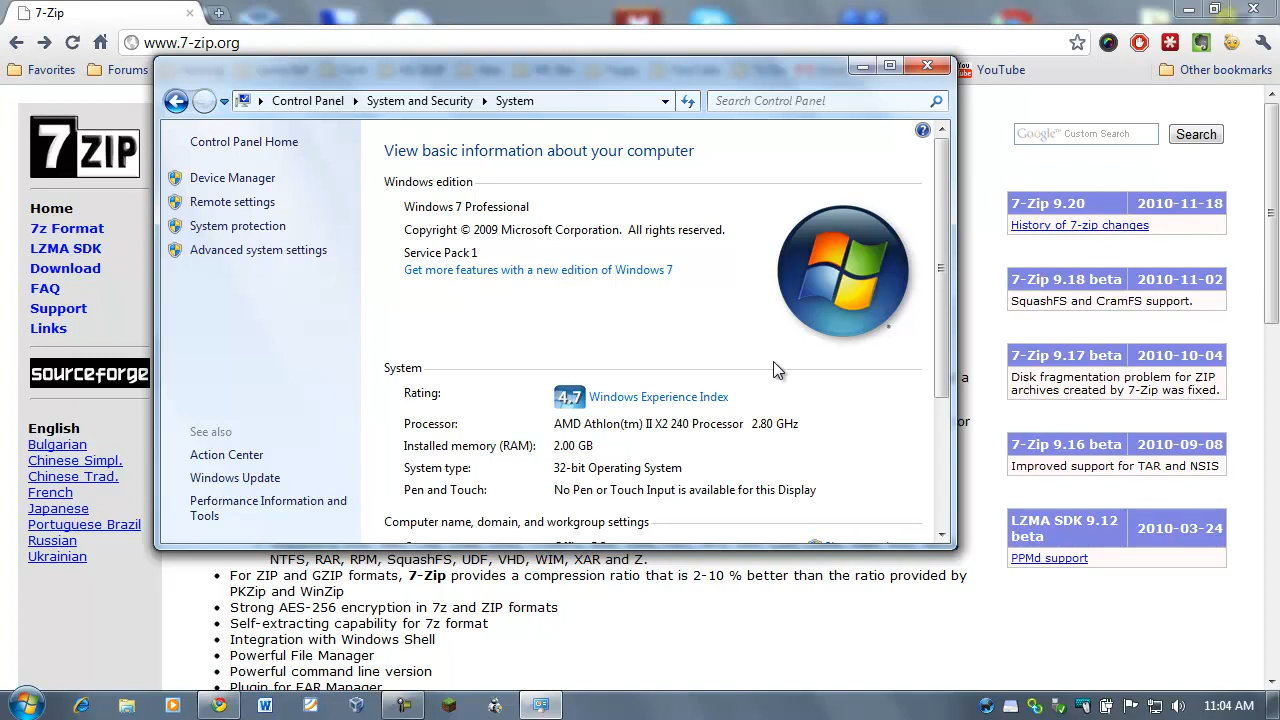 7-Zip
www.7-zip.org
Favorites
Forums
YouTube
Other bookmarks
Control Panel
System and Security
System
Search Control Panel
7 ZIP
Home
7z Format
LZMA SDK
Download
FAQ
Support
Links
sourceforge
English
Bulgarian
Chinese Simpl.
Chinese Trad.
French
Japanese
Portuguese Brazil
Russian
Ukrainian
Control Panel Home
Device Manager
Remote settings
System protection
Advanced system settings
See also
Action Center
Windows Update
Performance Information and
Tools
View basic information about your computer
Windows edition
Windows 7 Professional
Copyright © 2009 Microsoft Corporation. All rights reserved.
Service Pack 1
Get more features with a new edition of Windows 7
System
Rating: 4.7 Windows Experience Index
Processor: AMD Athlon(tm) II X2 240 Processor 2.80 GHz
Installed memory (RAM): 2.00 GB
System type: 32-bit Operating System
Pen and Touch: No Pen or Touch Input is available for this Display
Computer name, domain, and workgroup settings
a
or
NTFS, RAR, RPM, SquashFS, UDF, VHD, WIM, XAR and Z.
• For ZIP and GZIP formats, 7-Zip provides a compression ratio that is 2-10 % better than the ratio provided by
PKZip and WinZip
• Strong AES-256 encryption in 7z and ZIP formats
• Self-extracting capability for 7z format
• Integration with Windows Shell
• Powerful File Manager
• Powerful command line version
• Plugin for FAR Manager
Google™ Custom Search
Search
7-Zip 9.20 2010-11-18
History of 7-zip changes
7-Zip 9.18 beta 2010-11-02
SquashFS and CramFS support.
7-Zip 9.17 beta 2010-10-04
Disk fragmentation problem for ZIP
archives created by 7-Zip was fixed.
7-Zip 9.16 beta 2010-09-08
Improved support for TAR and NSIS
LZMA SDK 9.12
beta 2010-03-24
PPMd support
11:04 AM